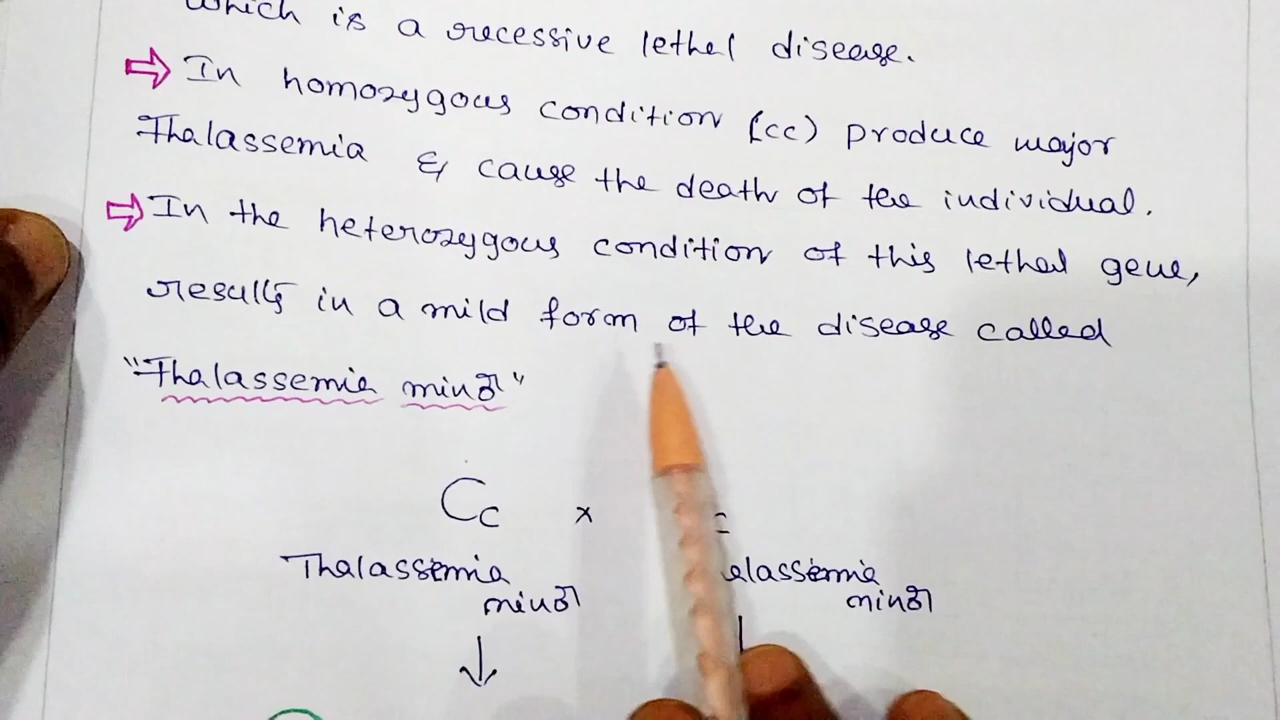 which is a recessive lethel disease.
⇒ In homozygous condition (cc) produce major
Thalassemia & cause the death of the individual.
⇒ In the heterozygous condition of this lethal gene,
results in a mild form of the disease called
"Thalassemia minor"
Cc × c
Thalassemia alassemia
minor minor
↓